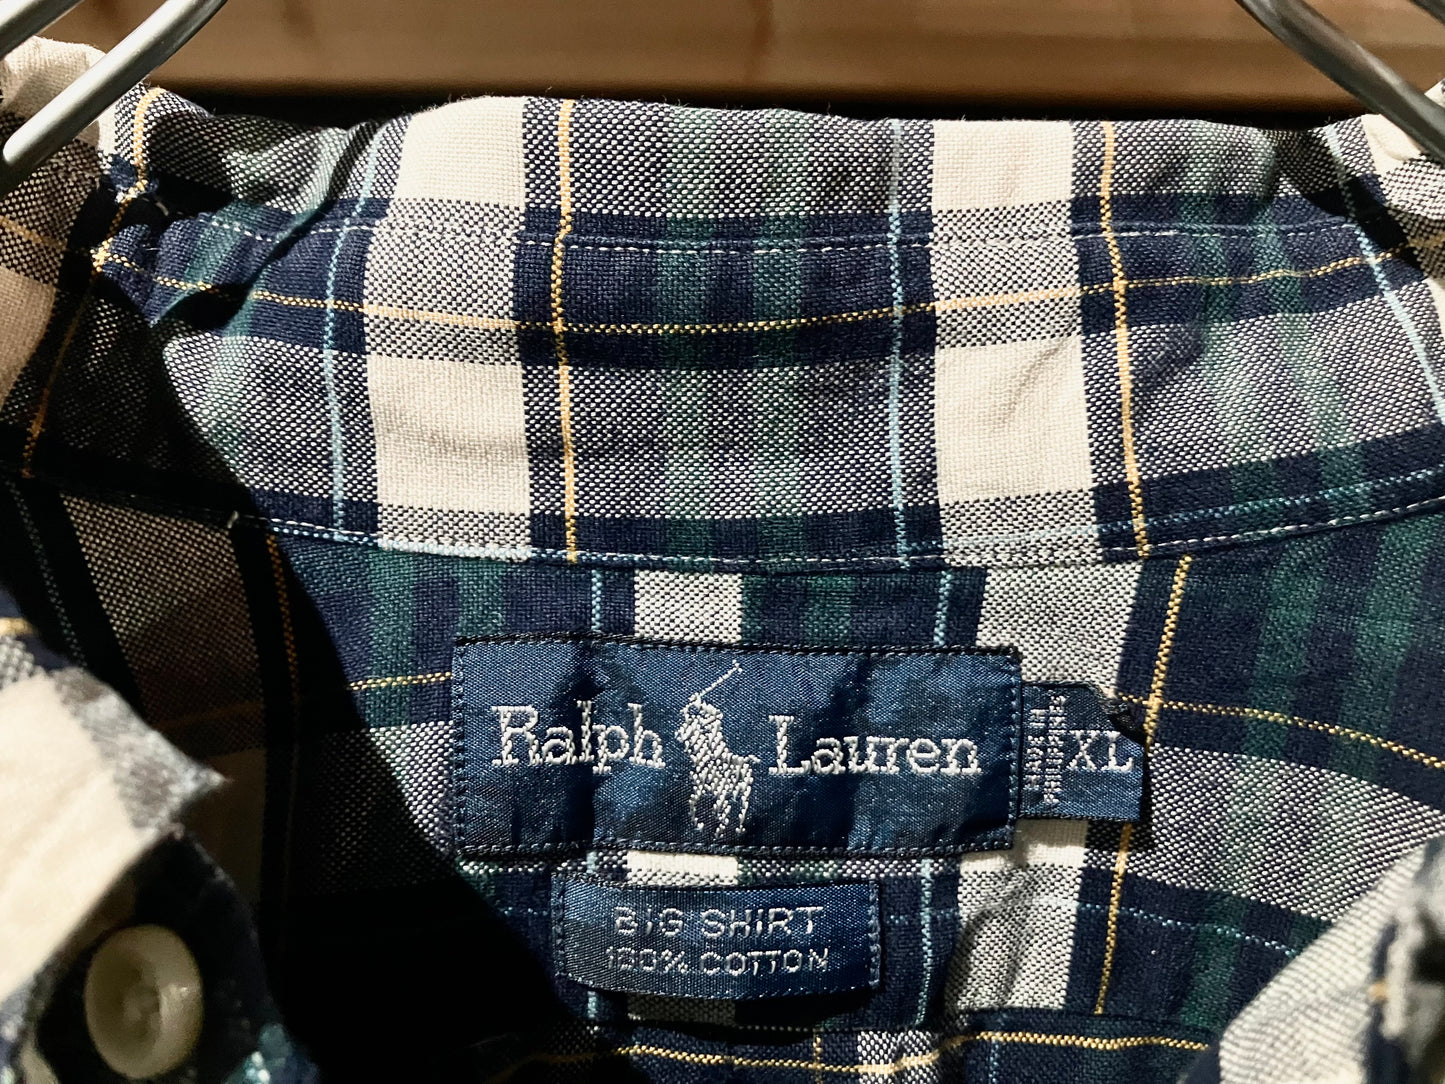 Ralph Lauren
XL
BIG SHIRT
100% COTTON